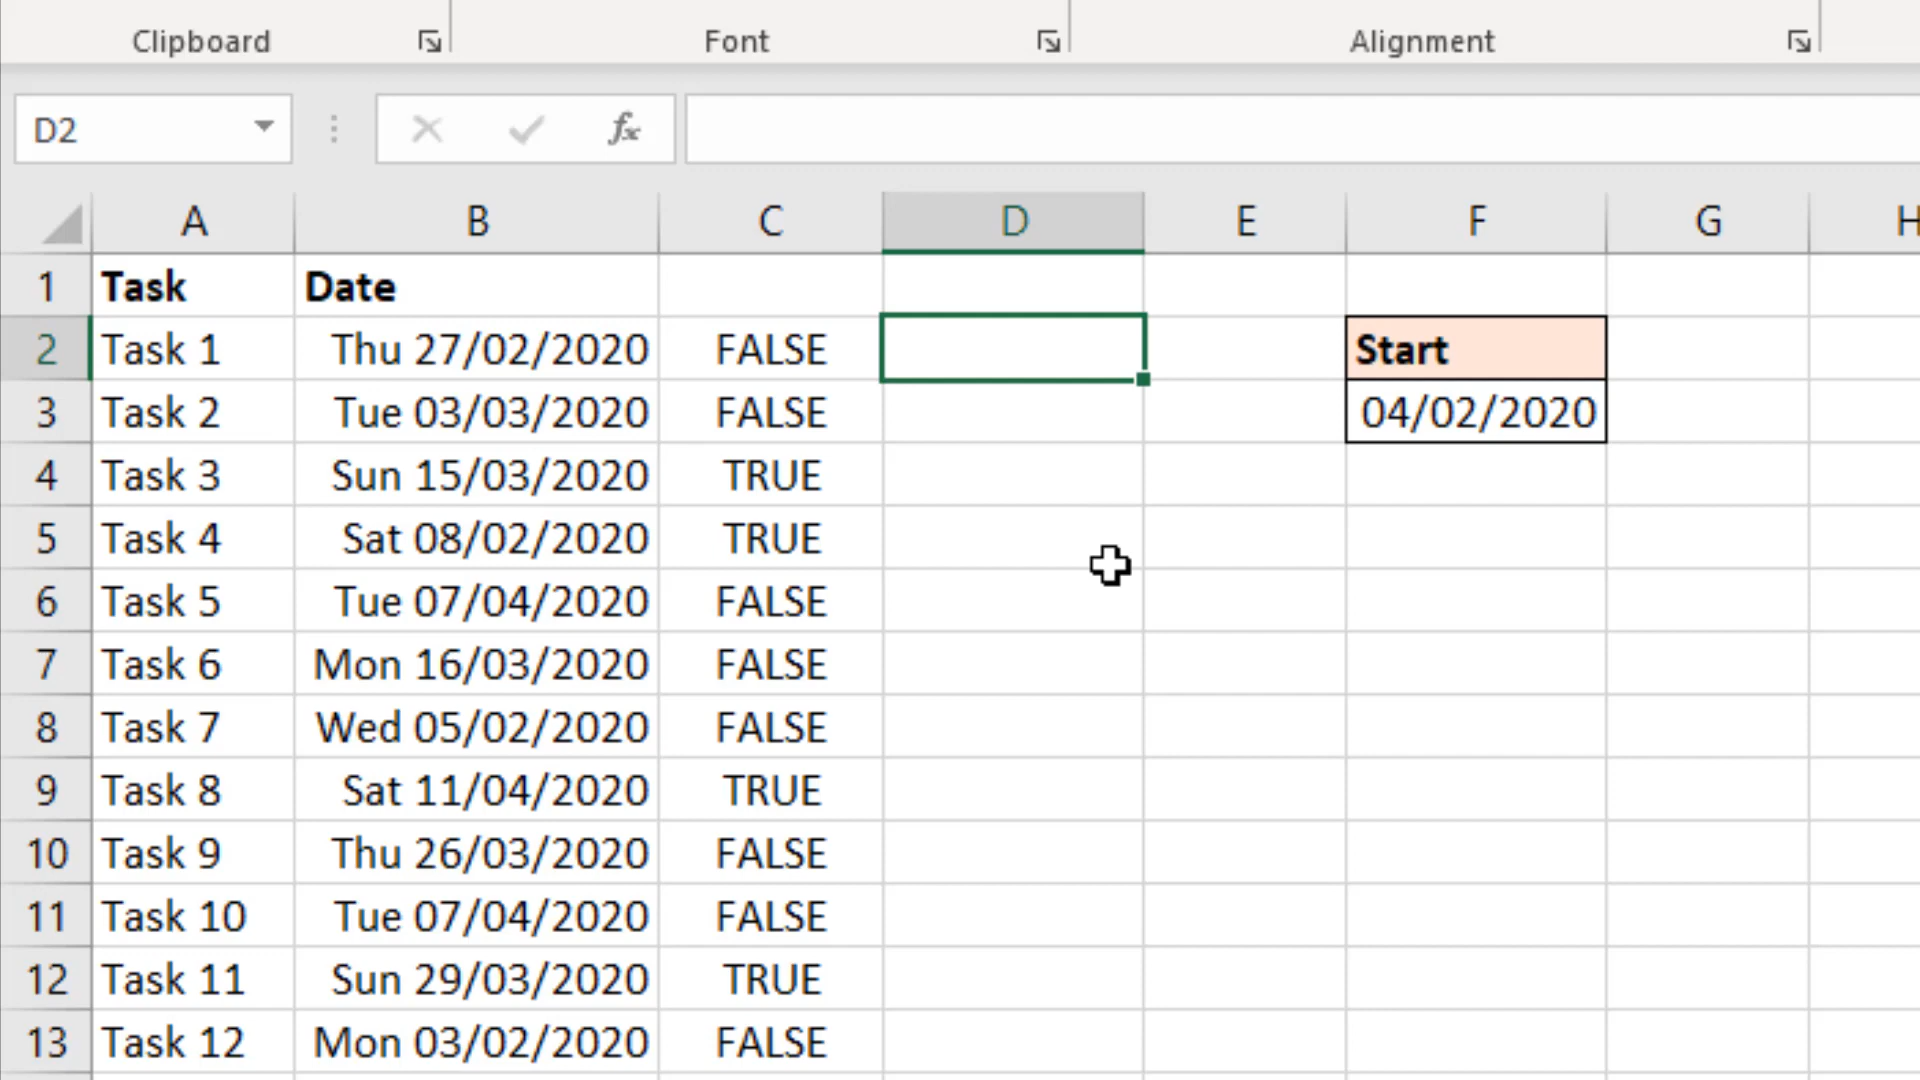 Clipboard Font Alignment
D2 fx
A B C D E F G H
1 Task Date
2 Task 1 Thu 27/02/2020 FALSE Start
3 Task 2 Tue 03/03/2020 FALSE 04/02/2020
4 Task 3 Sun 15/03/2020 TRUE
5 Task 4 Sat 08/02/2020 TRUE
6 Task 5 Tue 07/04/2020 FALSE
7 Task 6 Mon 16/03/2020 FALSE
8 Task 7 Wed 05/02/2020 FALSE
9 Task 8 Sat 11/04/2020 TRUE
10 Task 9 Thu 26/03/2020 FALSE
11 Task 10 Tue 07/04/2020 FALSE
12 Task 11 Sun 29/03/2020 TRUE
13 Task 12 Mon 03/02/2020 FALSE